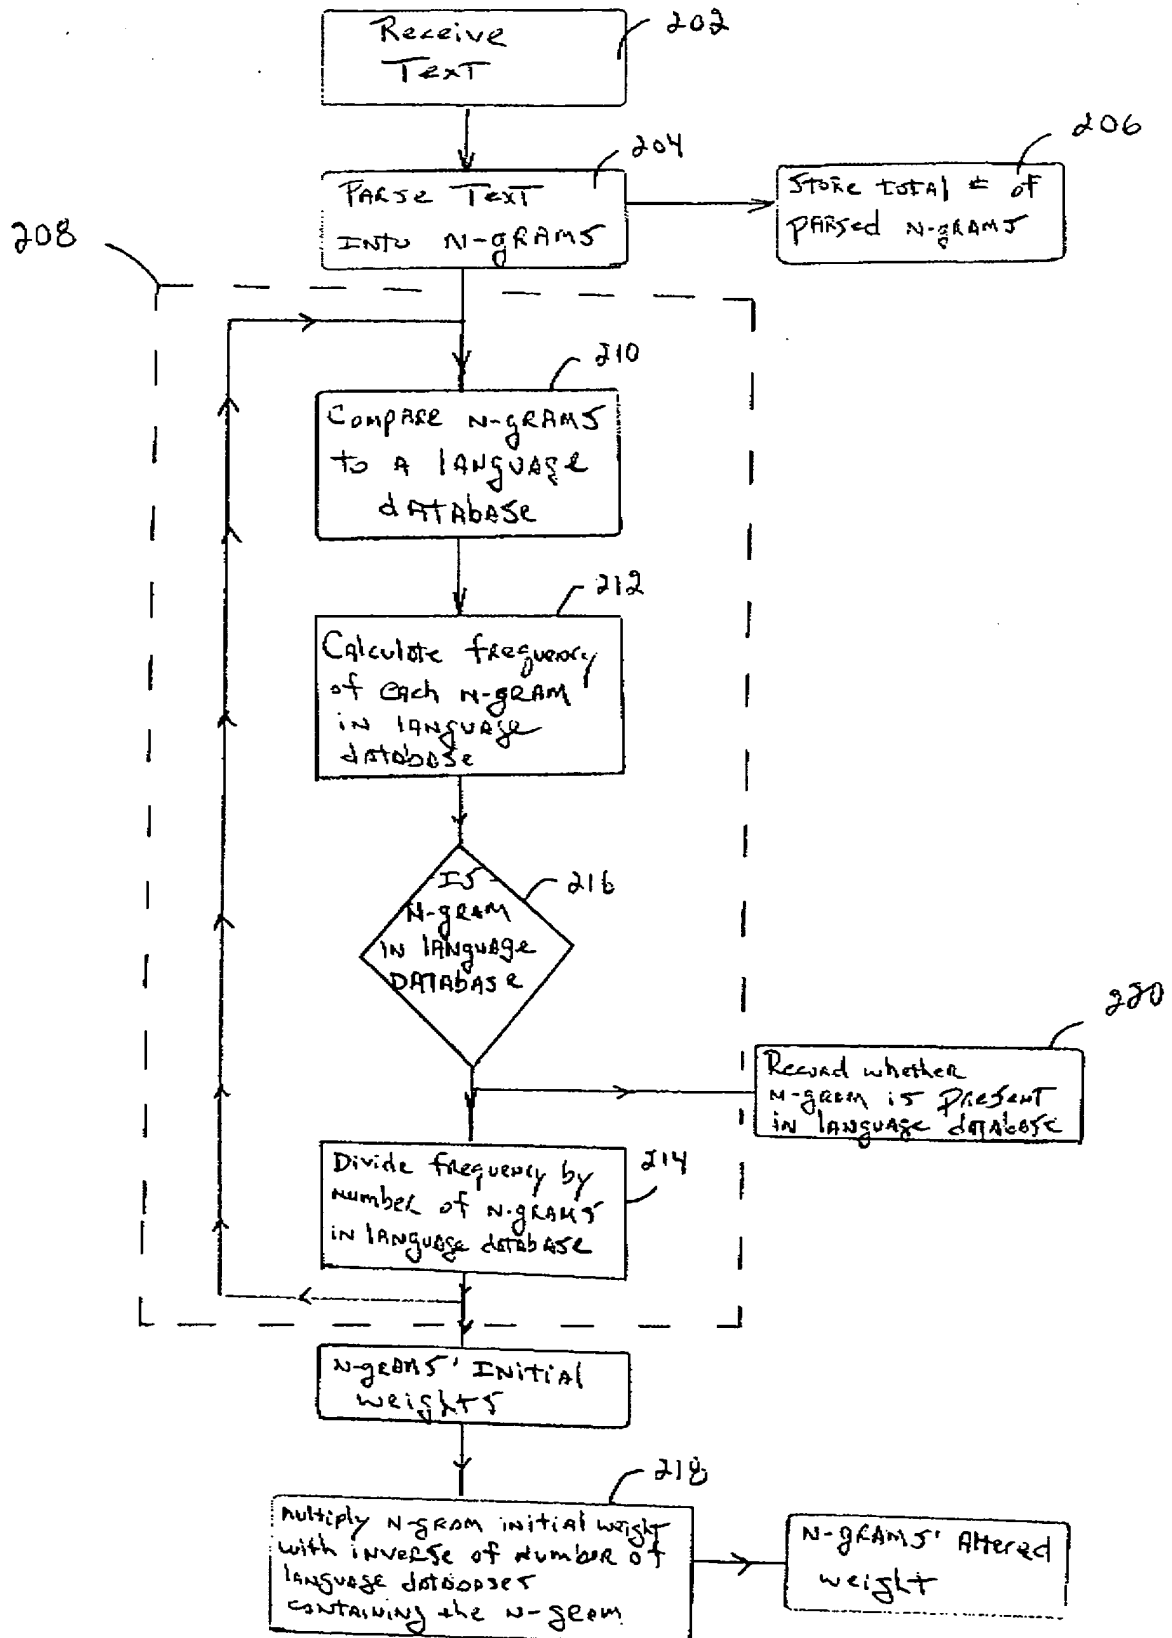 Receive
Text
202
Parse Text
Into N-grams
204
Store total # of
parsed N-grams
206
208
210
Compare N-grams
to a language
database
212
Calculate frequency
of each N-gram
in language
database
Is
N-gram
in language
Database
216
220
Record whether
N-gram is present
in language database
Divide frequency by
number of N-grams
in language database
214
N-grams' Initial
weights
218
Multiply N-gram initial weight
with inverse of number of
language databases
containing the N-gram
N-grams' Altered
weight